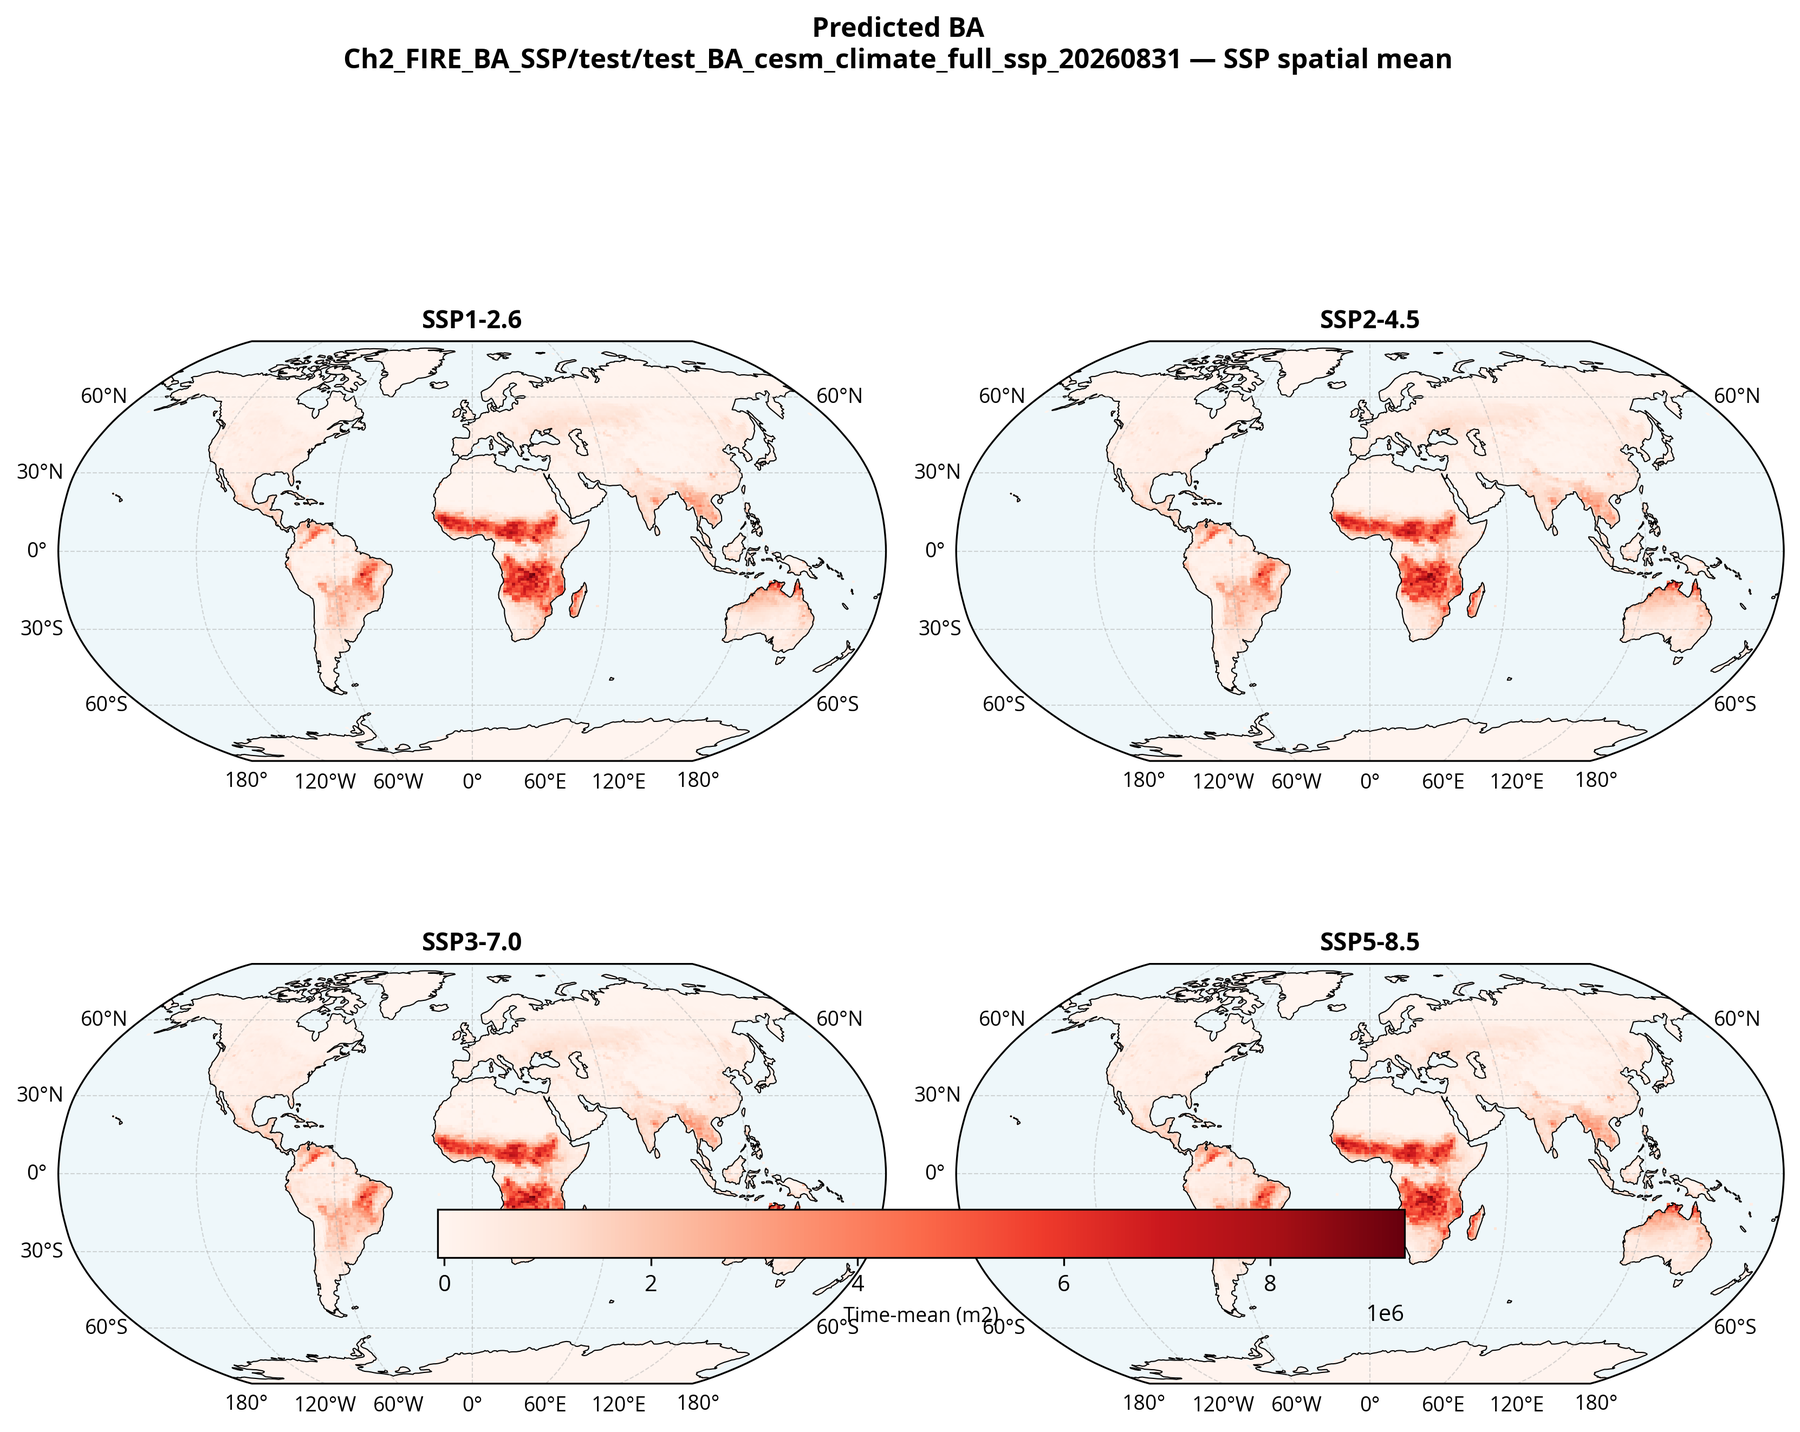 Predicted BA
Ch2_FIRE_BA_SSP/test/test_BA_cesm_climate_full_ssp_20260831 — SSP spatial mean
SSP1-2.6
60°N 60°N
30°N
0°
30°S
60°S 60°S
180° 120°W 60°W 0° 60°E 120°E 180°
SSP2-4.5
60°N 60°N
30°N
0°
30°S
60°S 60°S
180° 120°W 60°W 0° 60°E 120°E 180°
SSP3-7.0
60°N 60°N
30°N
0°
30°S
60°S 60°S
180° 120°W 60°W 0° 60°E 120°E 180°
SSP5-8.5
60°N 60°N
30°N
0°
60°S 60°S
180° 120°W 60°W 0° 60°E 120°E 180°
0 2 4 6 8
Time-mean (m2)
1e6